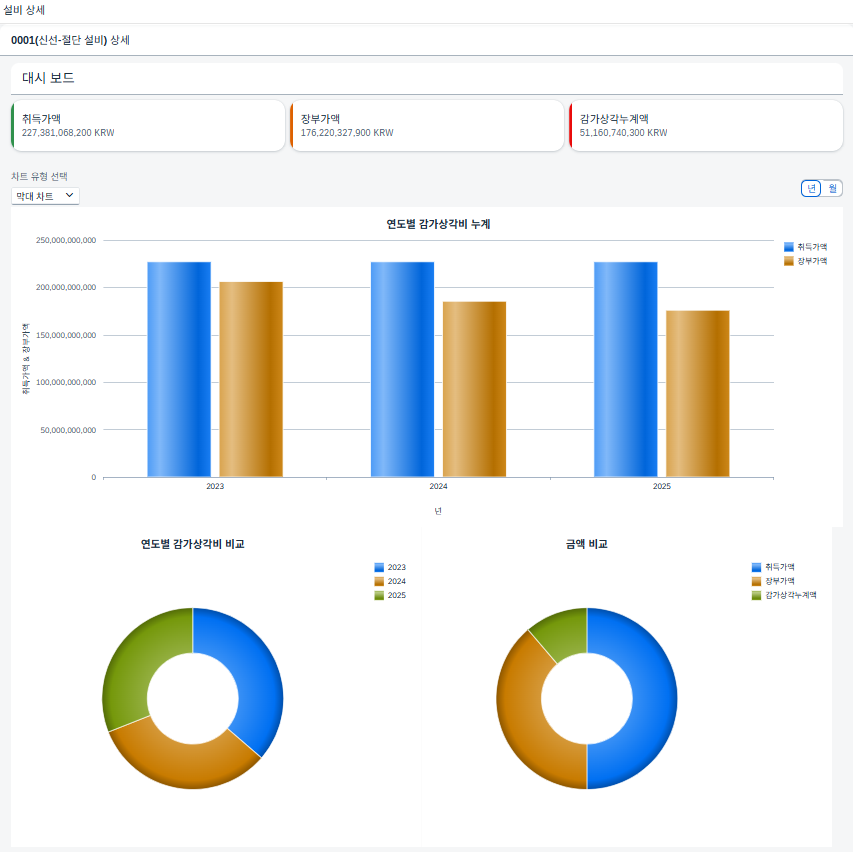 설비 상세
0001(신선-절단 설비) 상세
대시 보드
취득가액
227,381,068,200 KRW
장부가액
176,220,327,900 KRW
감가상각누계액
51,160,740,300 KRW
차트 유형 선택
막대 차트
년 월
연도별 감가상각비 누계
취득가액
장부가액
취득가액 & 장부가액
250,000,000,000
200,000,000,000
150,000,000,000
100,000,000,000
50,000,000,000
0
2023 2024 2025
년
연도별 감가상각비 비교
2023
2024
2025
금액 비교
취득가액
장부가액
감가상각누계액